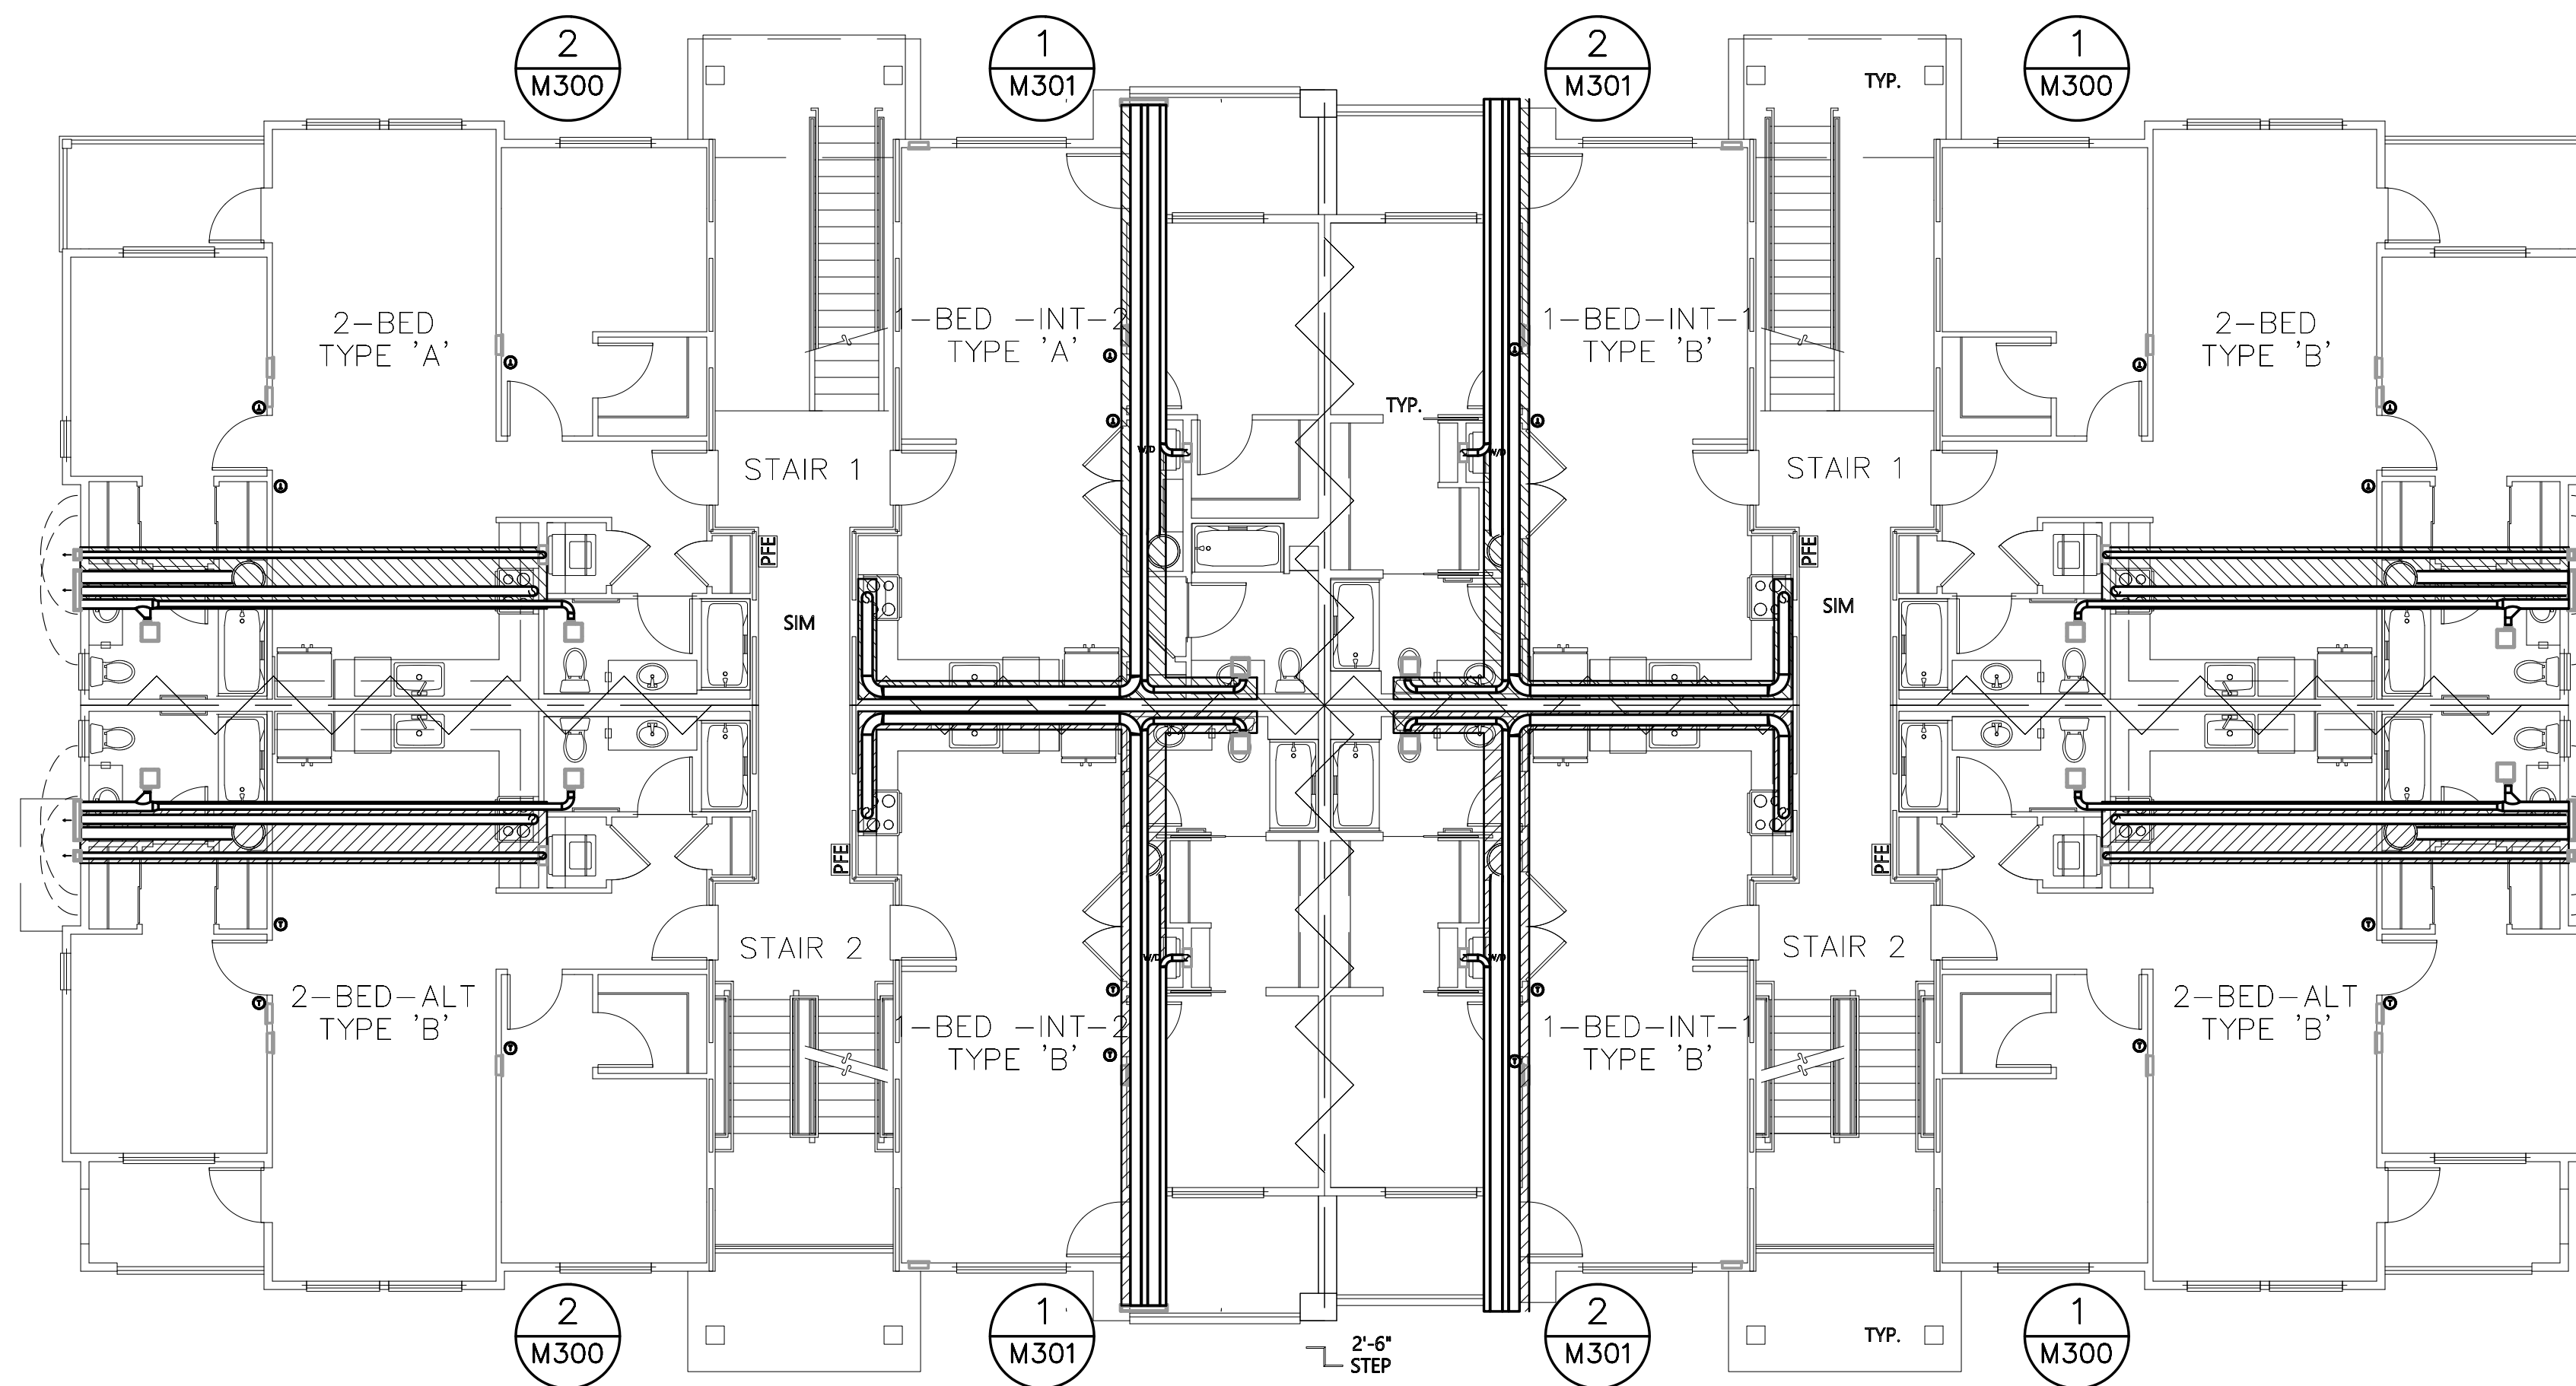 2
M300
1
M301
2
M301
1
M300
TYP.
TYP.
2-BED
TYPE 'A'
1-BED -INT-2
TYPE 'A'
1-BED-INT-1
TYPE 'B'
2-BED
TYPE 'B'
TYP.
W/D
W/D
STAIR 1
STAIR 1
PFE
PFE
SIM
SIM
PFE
PFE
STAIR 2
STAIR 2
W/D
W/D
2-BED-ALT
TYPE 'B'
1-BED -INT-2
TYPE 'B'
1-BED-INT-1
TYPE 'B'
2-BED-ALT
TYPE 'B'
2
M300
1
M301
2'-6"
STEP
2
M301
TYP.
1
M300